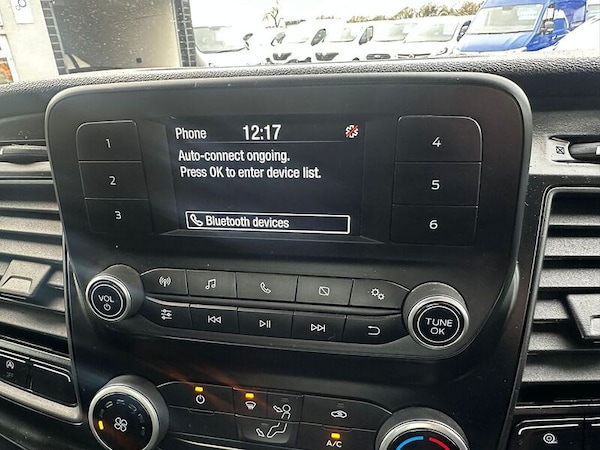 Phone 12:17
Auto-connect ongoing.
Press OK to enter device list.
Bluetooth devices
1
2
3
4
5
6
VOL
TUNE
OK
A/C